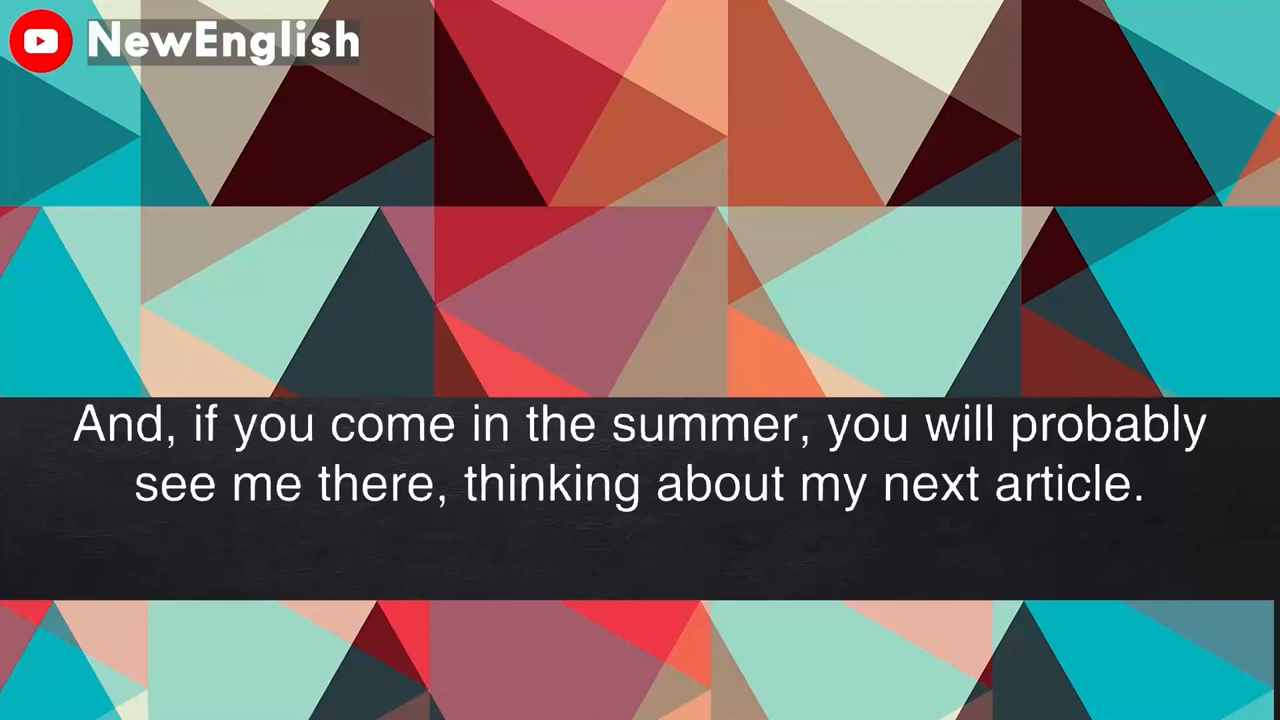 NewEnglish
And, if you come in the summer, you will probably
see me there, thinking about my next article.